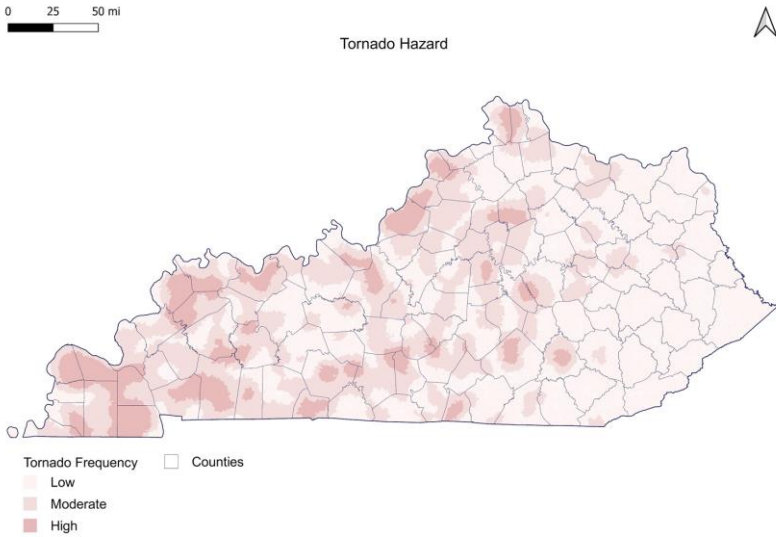 0 25 50 mi
Tornado Hazard
Tornado Frequency
Counties
Low
Moderate
High